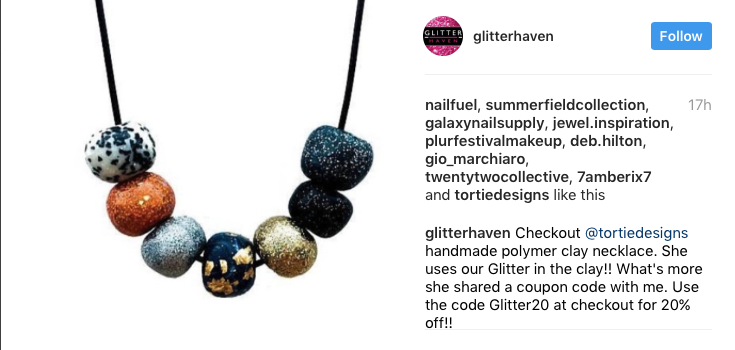 GLITTER
HAVEN
glitterhaven
Follow
nailfuel, summerfieldcollection, 17h
galaxynailsupply, jewel.inspiration,
plurfestivalmakeup, deb.hilton,
gio_marchiaro,
twentytwocollective, 7amberix7
and tortiedesigns like this
glitterhaven Checkout @tortiedesigns
handmade polymer clay necklace. She
uses our Glitter in the clay!! What's more
she shared a coupon code with me. Use
the code Glitter20 at checkout for 20%
off!!